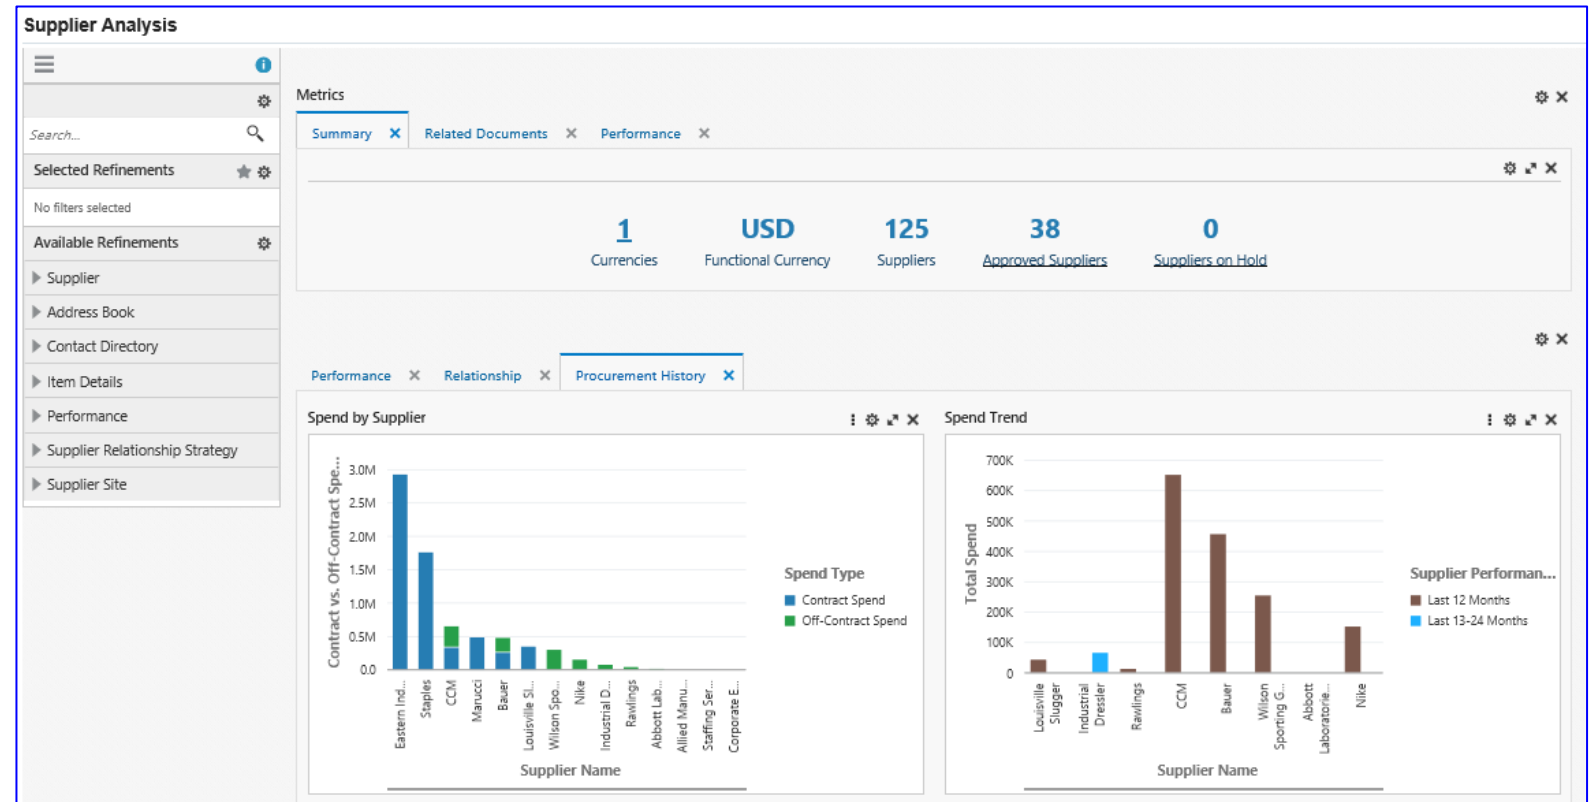 Supplier Analysis
Search...
Selected Refinements
No filters selected
Available Refinements
Supplier
Address Book
Contact Directory
Item Details
Performance
Supplier Relationship Strategy
Supplier Site
Metrics
Summary Related Documents Performance
1 USD 125 38 0
Currencies Functional Currency Suppliers Approved Suppliers Suppliers on Hold
Performance Relationship Procurement History
Spend by Supplier
Contract vs. Off-Contract Spe...
3.0M
2.5M
2.0M
1.5M
1.0M
0.5M
0.0
Eastern Ind...
Staples
CCM
Marucci
Bauer
Louisville Sl...
Wilson Spo...
Nike
Industrial D...
Rawlings
Abbott Lab...
Allied Manu...
Staffing Ser...
Corporate E...
Supplier Name
Spend Type
Contract Spend
Off-Contract Spend
Spend Trend
Total Spend
700K
600K
500K
400K
300K
200K
100K
0
Louisville
Slugger
Industrial
Dressler
Rawlings
CCM
Bauer
Wilson
Sporting G...
Abbott
Laboratorie...
Nike
Supplier Name
Supplier Performan...
Last 12 Months
Last 13-24 Months